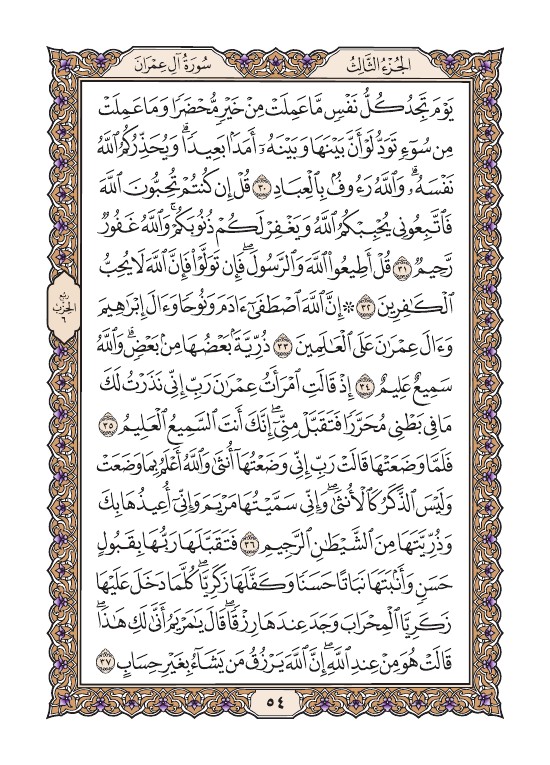 الجُزْءُ الثَّالِثُ
سُورَةُ آلِ عِمْرَانَ
يَوْمَ تَجِدُ كُلُّ نَفْسٍ مَّا عَمِلَتْ مِنْ خَيْرٍ مُّحْضَرًا وَمَا عَمِلَتْ
مِن سُوٓءٍ تَوَدُّ لَوْ أَنَّ بَيْنَهَا وَبَيْنَهُۥٓ أَمَدَۢا بَعِيدًاۗ وَيُحَذِّرُكُمُ ٱللَّهُ
نَفْسَهُۥۗ وَٱللَّهُ رَءُوفُۢ بِٱلْعِبَادِ ٣٠ قُلْ إِن كُنتُمْ تُحِبُّونَ ٱللَّهَ
فَٱتَّبِعُونِى يُحْبِبْكُمُ ٱللَّهُ وَيَغْفِرْ لَكُمْ ذُنُوبَكُمْۗ وَٱللَّهُ غَفُورٌ
رَّحِيمٌ ٣١ قُلْ أَطِيعُوا۟ ٱللَّهَ وَٱلرَّسُولَۖ فَإِن تَوَلَّوْا۟ فَإِنَّ ٱللَّهَ لَا يُحِبُّ
ٱلْكَٰفِرِينَ ٣٢ ۞ إِنَّ ٱللَّهَ ٱصْطَفَىٰٓ ءَادَمَ وَنُوحًا وَءَالَ إِبْرَٰهِيمَ
وَءَالَ عِمْرَٰنَ عَلَى ٱلْعَٰلَمِينَ ٣٣ ذُرِّيَّةَۢ بَعْضُهَا مِنۢ بَعْضٍۗ وَٱللَّهُ
سَمِيعٌ عَلِيمٌ ٣٤ إِذْ قَالَتِ ٱمْرَأَتُ عِمْرَٰنَ رَبِّ إِنِّى نَذَرْتُ لَكَ
مَا فِى بَطْنِى مُحَرَّرًا فَتَقَبَّلْ مِنِّىٓۖ إِنَّكَ أَنتَ ٱلسَّمِيعُ ٱلْعَلِيمُ ٣٥
فَلَمَّا وَضَعَتْهَا قَالَتْ رَبِّ إِنِّى وَضَعْتُهَآ أُنثَىٰ وَٱللَّهُ أَعْلَمُ بِمَا وَضَعَتْ
وَلَيْسَ ٱلذَّكَرُ كَٱلْأُنثَىٰۖ وَإِنِّى سَمَّيْتُهَا مَرْيَمَ وَإِنِّىٓ أُعِيذُهَا بِكَ
وَذُرِّيَّتَهَا مِنَ ٱلشَّيْطَٰنِ ٱلرَّجِيمِ ٣٦ فَتَقَبَّلَهَا رَبُّهَا بِقَبُولٍ
حَسَنٍ وَأَنۢبَتَهَا نَبَاتًا حَسَنًا وَكَفَّلَهَا زَكَرِيَّاۖ كُلَّمَا دَخَلَ عَلَيْهَا
زَكَرِيَّا ٱلْمِحْرَابَ وَجَدَ عِندَهَا رِزْقًاۖ قَالَ يَٰمَرْيَمُ أَنَّىٰ لَكِ هَٰذَاۖ
قَالَتْ هُوَ مِنْ عِندِ ٱللَّهِۖ إِنَّ ٱللَّهَ يَرْزُقُ مَن يَشَآءُ بِغَيْرِ حِسَابٍ ٣٧
ربع
الحزب
٦
٥٤